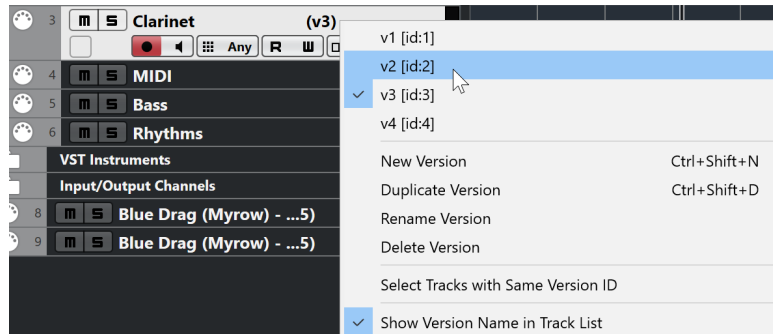 3 m S Clarinet (v3)
Any R W
4 m S MIDI
5 m S Bass
6 m S Rhythms
VST Instruments
Input/Output Channels
8 m S Blue Drag (Myrow) - ...5)
9 m S Blue Drag (Myrow) - ...5)
v1 [id:1]
v2 [id:2]
v3 [id:3]
v4 [id:4]
New Version Ctrl+Shift+N
Duplicate Version Ctrl+Shift+D
Rename Version
Delete Version
Select Tracks with Same Version ID
Show Version Name in Track List